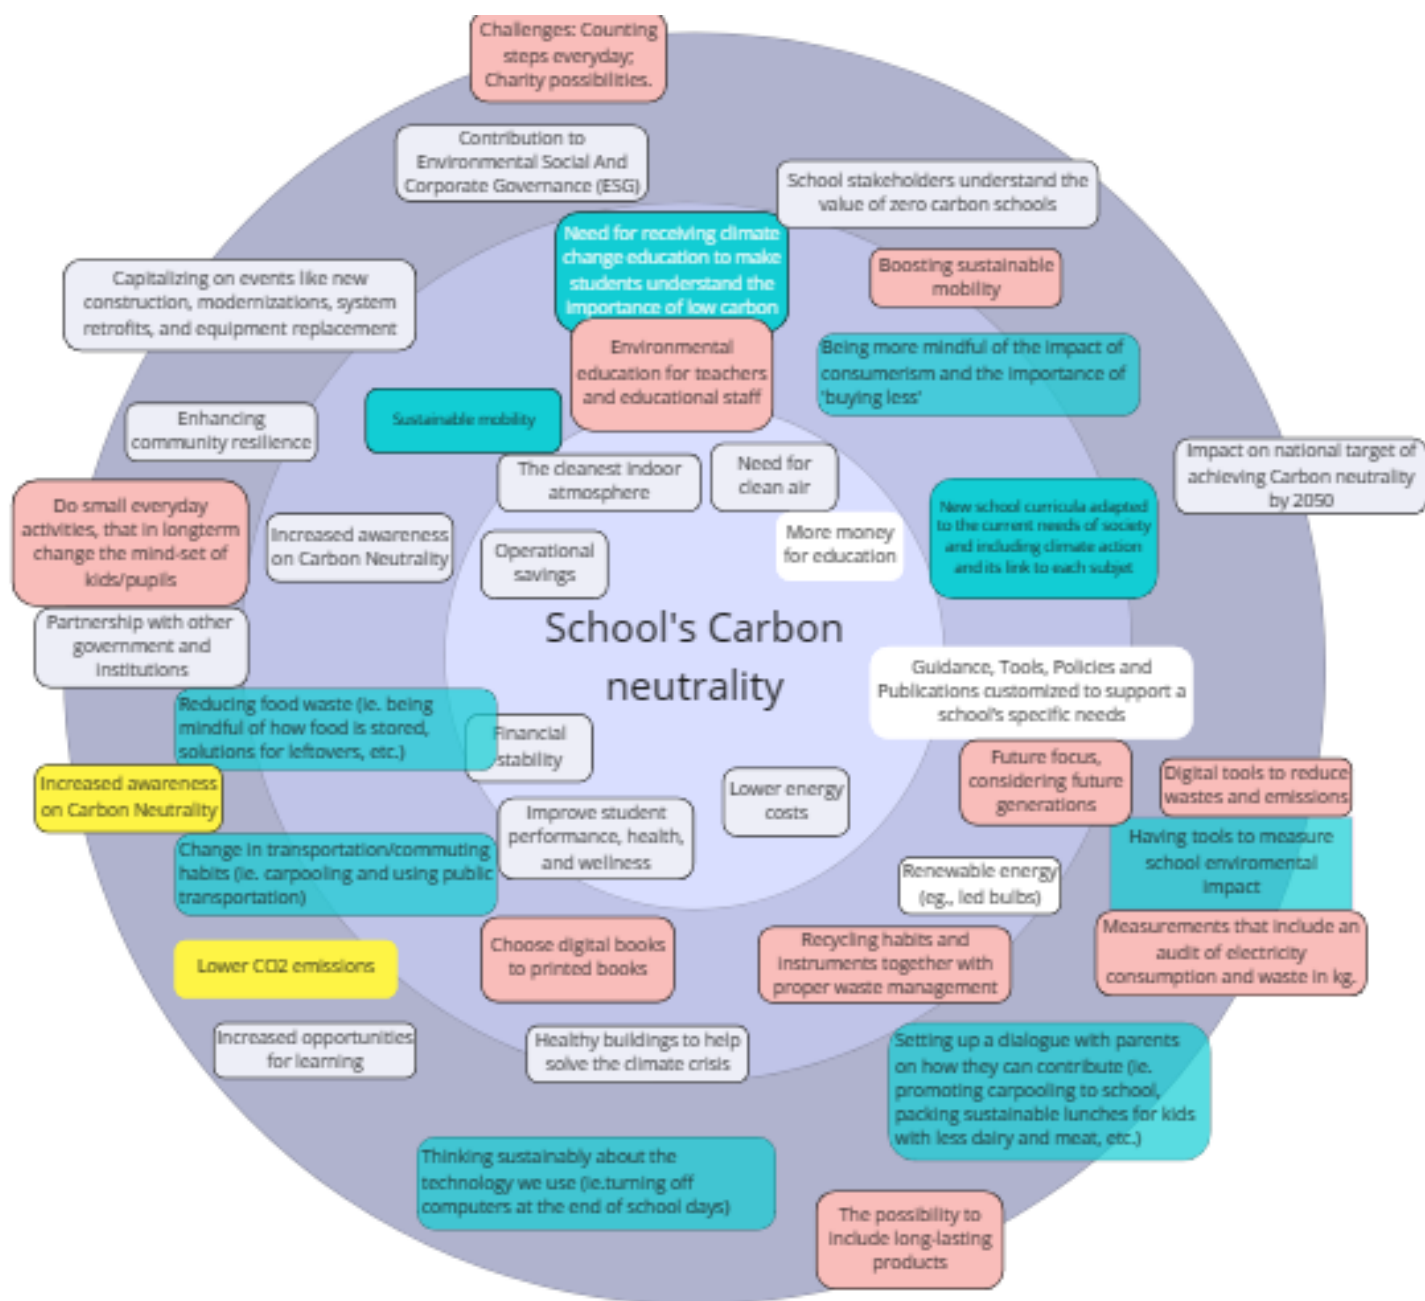 Challenges: Counting
steps everyday;
Charity possibilities.
Contribution to
Environmental Social And
Corporate Governance (ESG)
School stakeholders understand the
value of zero carbon schools
Need for receiving climate
change education to make
students understand the
importance of low carbon
Boosting sustainable
mobility
Capitalizing on events like new
construction, modernizations, system
retrofits, and equipment replacement
Environmental
education for teachers
and educational staff
Being more mindful of the impact of
consumerism and the importance of
'buying less'
Enhancing
community resilience
Sustainable mobility
The cleanest indoor
atmosphere
Need for
clean air
Impact on national target of
achieving Carbon neutrality
by 2050
Do small everyday
activities, that in longterm
change the mind-set of
kids/pupils
Increased awareness
on Carbon Neutrality
Operational
savings
More money
for education
New school curricula adapted
to the current needs of society
and including climate action
and its link to each subjet
School's Carbon
neutrality
Partnership with other
government and
institutions
Guidance, Tools, Policies and
Publications customized to support a
school's specific needs
Reducing food waste (ie. being
mindful of how food is stored,
solutions for leftovers, etc.)
Financial
stability
Future focus,
considering future
generations
Digital tools to reduce
wastes and emissions
Increased awareness
on Carbon Neutrality
Lower energy
costs
Improve student
performance, health,
and wellness
Having tools to measure
school enviromental
impact
Change in transportation/commuting
habits (ie. carpooling and using public
transportation)
Renewable energy
(eg., led bulbs)
Measurements that include an
audit of electricity
consumption and waste in kg.
Choose digital books
to printed books
Recycling habits and
instruments together with
proper waste management
Lower CO2 emissions
Increased opportunities
for learning
Healthy buildings to help
solve the climate crisis
Setting up a dialogue with parents
on how they can contribute (ie.
promoting carpooling to school,
packing sustainable lunches for kids
with less dairy and meat, etc.)
Thinking sustainably about the
technology we use (ie.turning off
computers at the end of school days)
The possibility to
include long-lasting
products